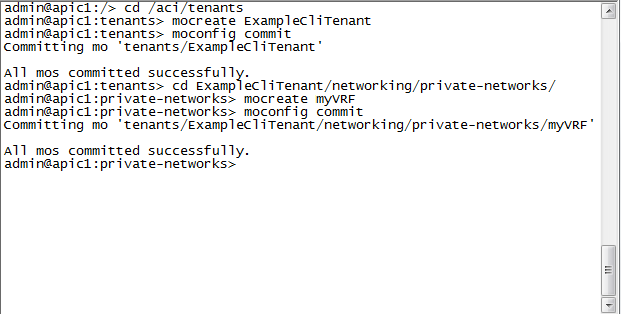 admin@apic1:/> cd /aci/tenants
admin@apic1:tenants> mocreate ExampleCliTenant
admin@apic1:tenants> moconfig commit
Committing mo 'tenants/ExampleCliTenant'
All mos committed successfully.
admin@apic1:tenants> cd ExampleCliTenant/networking/private-networks/
admin@apic1:private-networks> mocreate myVRF
admin@apic1:private-networks> moconfig commit
Committing mo 'tenants/ExampleCliTenant/networking/private-networks/myVRF'
All mos committed successfully.
admin@apic1:private-networks>